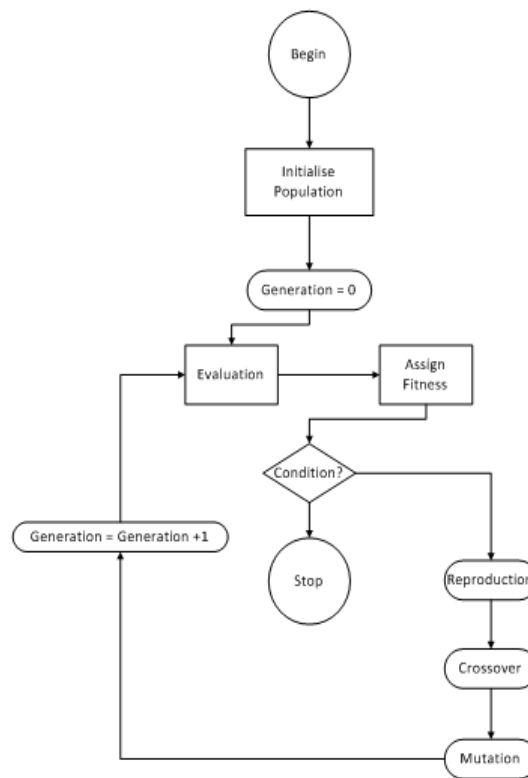 Begin
Initialise
Population
Generation = 0
Evaluation
Assign
Fitness
Condition?
Generation = Generation +1
Stop
Reproduction
Crossover
Mutation